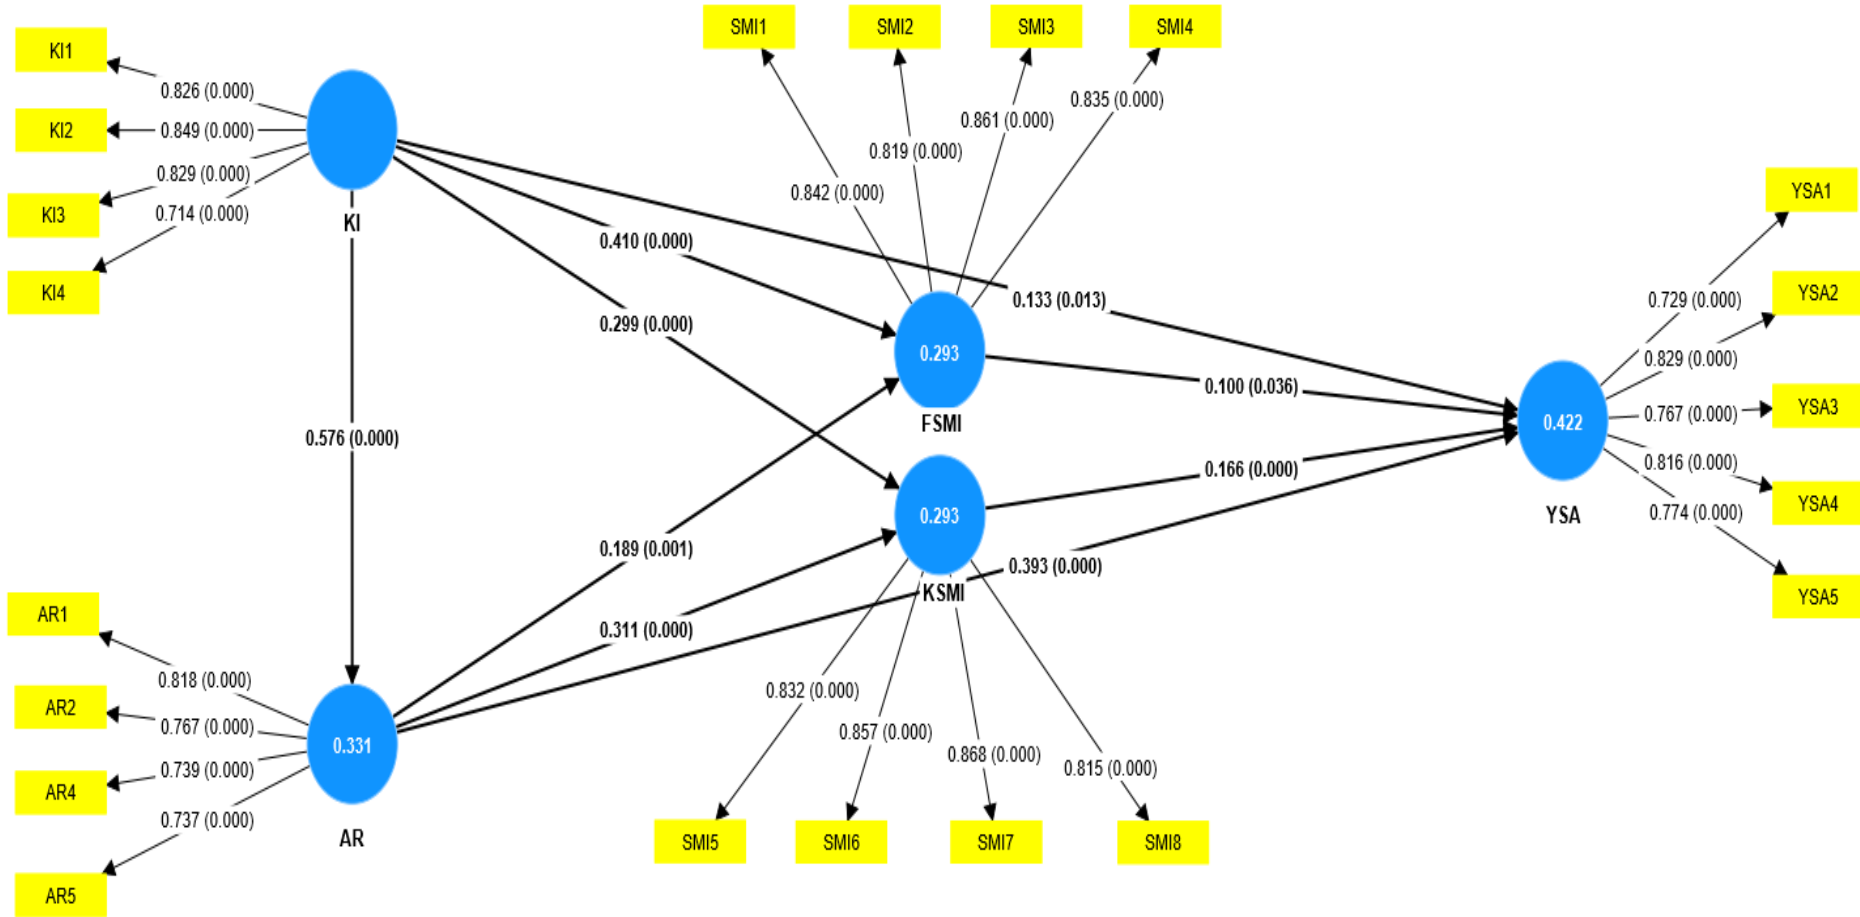 SMI1
SMI2
SMI3
SMI4
KI1
KI2
KI3
KI4
0.826 (0.000)
0.849 (0.000)
0.829 (0.000)
0.714 (0.000)
KI
0.842 (0.000)
0.819 (0.000)
0.861 (0.000)
0.835 (0.000)
0.410 (0.000)
0.299 (0.000)
0.133 (0.013)
0.576 (0.000)
0.293
FSMI
0.100 (0.036)
0.166 (0.000)
0.293
KSMI
0.189 (0.001)
0.311 (0.000)
0.393 (0.000)
0.422
YSA
0.729 (0.000)
0.829 (0.000)
0.767 (0.000)
0.816 (0.000)
0.774 (0.000)
YSA1
YSA2
YSA3
YSA4
YSA5
AR1
AR2
AR4
AR5
0.818 (0.000)
0.767 (0.000)
0.739 (0.000)
0.737 (0.000)
0.331
AR
0.832 (0.000)
0.857 (0.000)
0.868 (0.000)
0.815 (0.000)
SMI5
SMI6
SMI7
SMI8